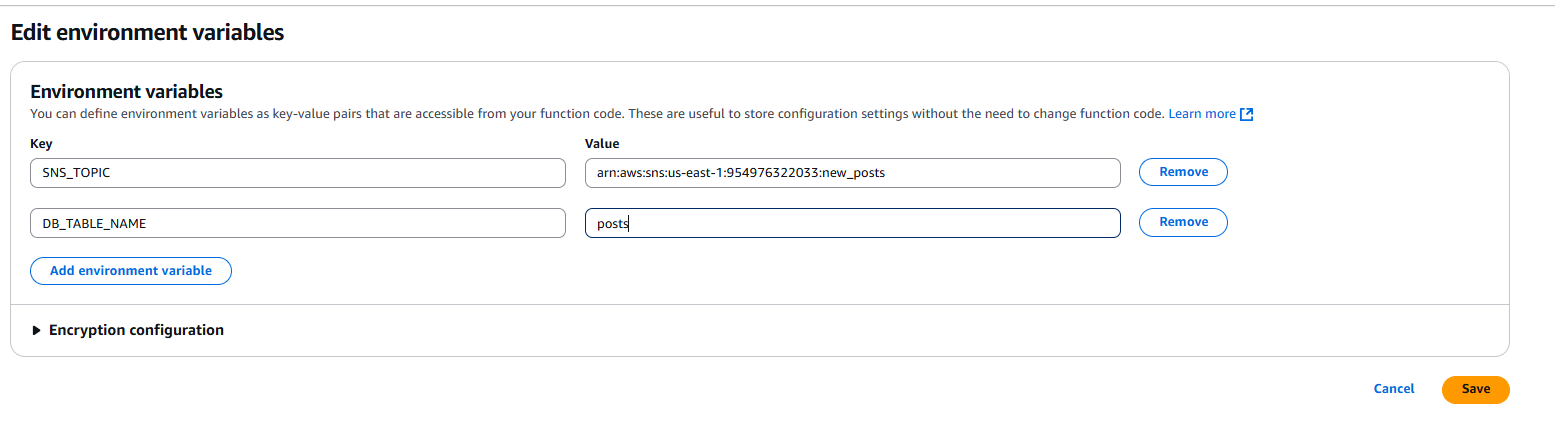 Edit environment variables
Environment variables
You can define environment variables as key-value pairs that are accessible from your function code. These are useful to store configuration settings without the need to change function code. Learn more
Key Value
SNS_TOPIC arn:aws:sns:us-east-1:954976322033:new_posts Remove
DB_TABLE_NAME posts Remove
Add environment variable
Encryption configuration
Cancel Save